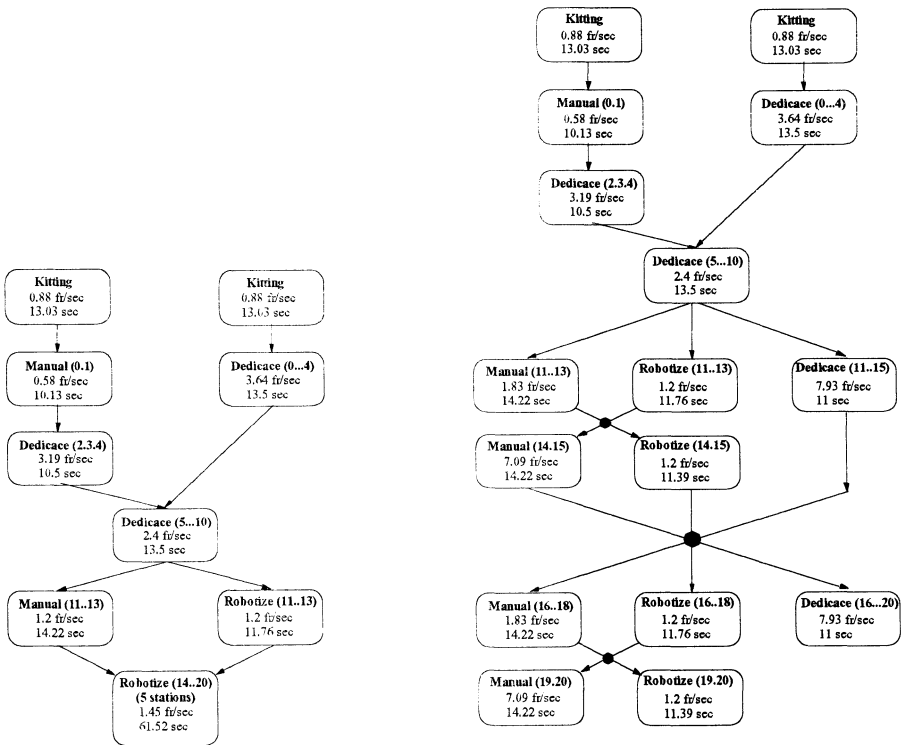 Kitting
0.88 fr/sec
13.03 sec
Manual (0.1)
0.58 fr/sec
10.13 sec
Dedicace (2.3.4)
3.19 fr/sec
10.5 sec
Kitting
0.88 fr/sec
13.03 sec
Dedicace (0...4)
3.64 fr/sec
13.5 sec
Dedicace (5...10)
2.4 fr/sec
13.5 sec
Manual (11..13)
1.2 fr/sec
14.22 sec
Robotize (11..13)
1.2 fr/sec
11.76 sec
Robotize (14..20)
(5 stations)
1.45 fr/sec
61.52 sec
Kitting
0.88 fr/sec
13.03 sec
Manual (0.1)
0.58 fr/sec
10.13 sec
Dedicace (2.3.4)
3.19 fr/sec
10.5 sec
Kitting
0.88 fr/sec
13.03 sec
Dedicace (0...4)
3.64 fr/sec
13.5 sec
Dedicace (5...10)
2.4 fr/sec
13.5 sec
Manual (11..13)
1.83 fr/sec
14.22 sec
Robotize (11..13)
1.2 fr/sec
11.76 sec
Dedicace (11..15)
7.93 fr/sec
11 sec
Manual (14.15)
7.09 fr/sec
14.22 sec
Robotize (14.15)
1.2 fr/sec
11.39 sec
Manual (16..18)
1.83 fr/sec
14.22 sec
Robotize (16..18)
1.2 fr/sec
11.76 sec
Dedicace (16...20)
7.93 fr/sec
11 sec
Manual (19.20)
7.09 fr/sec
14.22 sec
Robotize (19.20)
1.2 fr/sec
11.39 sec